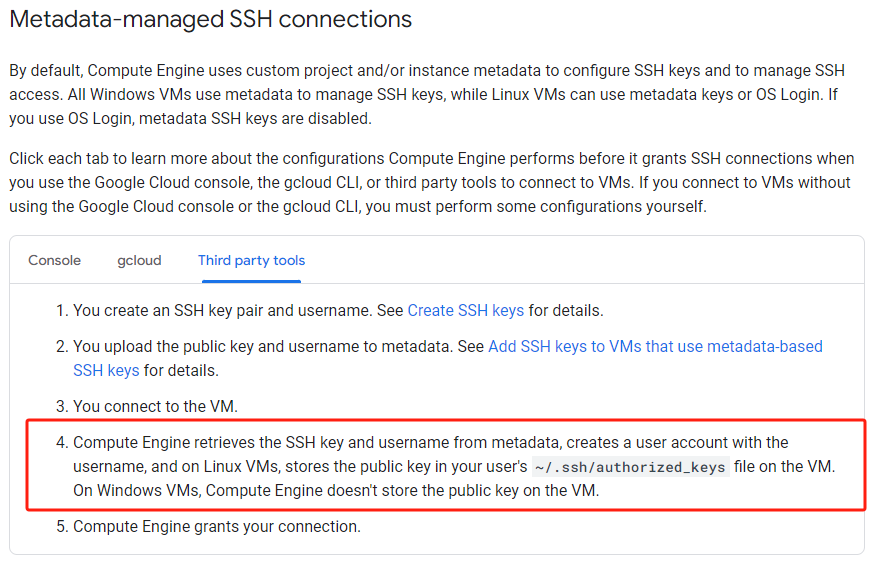 Metadata-managed SSH connections
By default, Compute Engine uses custom project and/or instance metadata to configure SSH keys and to manage SSH
access. All Windows VMs use metadata to manage SSH keys, while Linux VMs can use metadata keys or OS Login. If
you use OS Login, metadata SSH keys are disabled.
Click each tab to learn more about the configurations Compute Engine performs before it grants SSH connections when
you use the Google Cloud console, the gcloud CLI, or third party tools to connect to VMs. If you connect to VMs without
using the Google Cloud console or the gcloud CLI, you must perform some configurations yourself.
Console gcloud Third party tools
1. You create an SSH key pair and username. See Create SSH keys for details.
2. You upload the public key and username to metadata. See Add SSH keys to VMs that use metadata-based
SSH keys for details.
3. You connect to the VM.
4. Compute Engine retrieves the SSH key and username from metadata, creates a user account with the
username, and on Linux VMs, stores the public key in your user's ~/.ssh/authorized_keys file on the VM.
On Windows VMs, Compute Engine doesn't store the public key on the VM.
5. Compute Engine grants your connection.